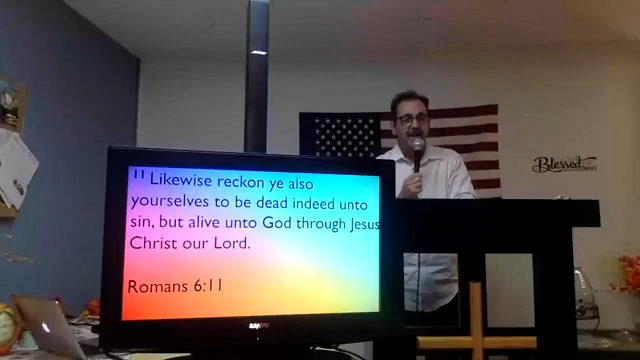 Blessed
11 Likewise reckon ye also
yourselves to be dead indeed unto
sin, but alive unto God through Jesus
Christ our Lord.
Romans 6:11
SANYO